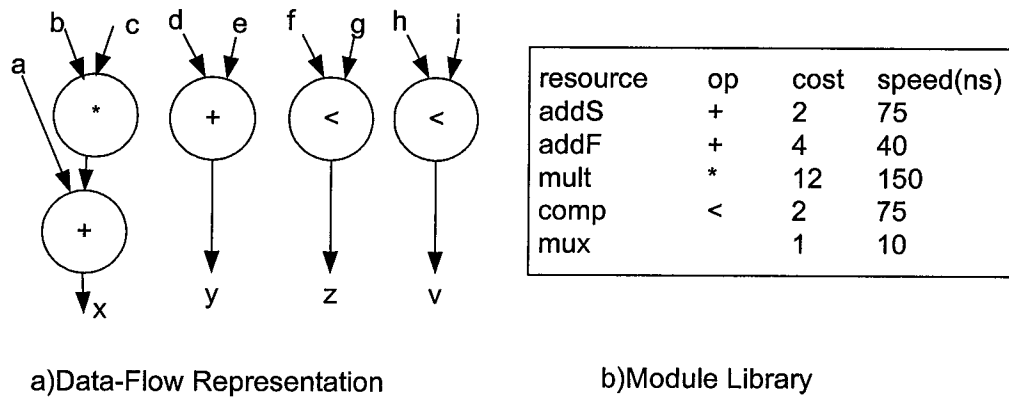 b c d e f g h i
a
* + < <
+
x y z v
a)Data-Flow Representation
resource op cost speed(ns)
addS + 2 75
addF + 4 40
mult * 12 150
comp < 2 75
mux 1 10
b)Module Library